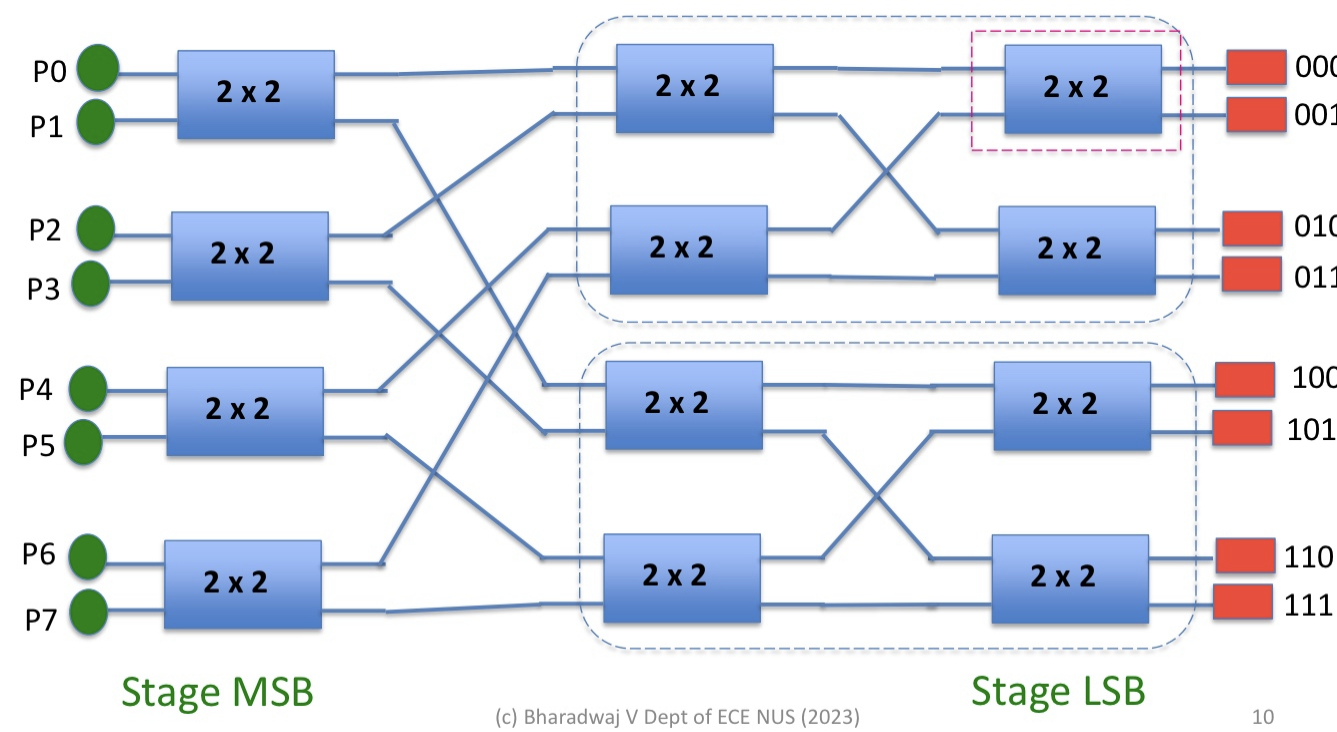 P0 2 x 2 2 x 2 2 x 2 000
P1 001
P2 2 x 2 2 x 2 2 x 2 010
P3 011
P4 2 x 2 2 x 2 2 x 2 100
P5 101
P6 2 x 2 2 x 2 2 x 2 110
P7 111
Stage MSB Stage LSB
(c) Bharadwaj V Dept of ECE NUS (2023) 10